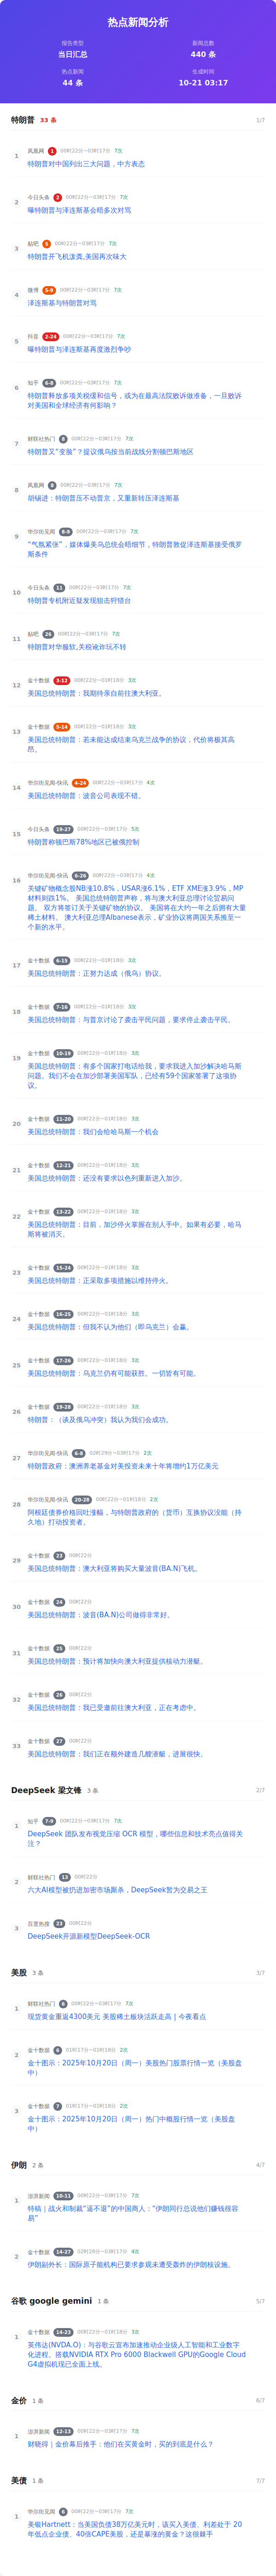 热点新闻分析
报告类型
新闻总数
当日汇总
440 条
热点新闻
生成时间
44 条
10-21 03:17
特朗普 33 条 1/7
1
凤凰网 1 00时22分~03时17分 7次
特朗普对中国列出三大问题，中方表态
2
今日头条 2 00时22分~03时17分 7次
曝特朗普与泽连斯基会晤多次对骂
3
贴吧 5 00时22分~03时17分 7次
特朗普开飞机泼粪,美国再次味大
4
微博 5-6 00时22分~03时17分 7次
泽连斯基与特朗普对骂
5
抖音 2-24 00时22分~03时17分 7次
曝特朗普与泽连斯基再度激烈争吵
6
知乎 6-8 00时22分~03时17分 7次
特朗普释放多项关税缓和信号，或为在最高法院败诉做准备，一旦败诉
对美国和全球经济有何影响？
7
财联社热门 8 00时22分~03时17分 7次
特朗普又“变脸”？提议俄乌按当前战线分割顿巴斯地区
8
凤凰网 8 00时22分~03时17分 7次
胡锡进：特朗普压不动普京，又重新转压泽连斯基
9
华尔街见闻 8-9 00时22分~03时17分 7次
“气氛紧张”，媒体爆美乌总统会晤细节，特朗普敦促泽连斯基接受俄罗
斯条件
10
今日头条 11 00时22分~03时17分 7次
特朗普专机附近疑发现狙击狩猎台
11
贴吧 26 00时22分~03时17分 7次
特朗普对华服软,关税讹诈玩不转
12
金十数据 3-12 00时22分~01时18分 3次
美国总统特朗普：我期待亲自前往澳大利亚。
13
金十数据 5-14 00时22分~01时18分 3次
美国总统特朗普：若未能达成结束乌克兰战争的协议，代价将极其高
昂。
14
华尔街见闻-快讯 4-24 00时22分~03时17分 4次
美国总统特朗普：波音公司表现不错。
15
今日头条 19-27 00时22分~03时17分 5次
特朗普称顿巴斯78%地区已被俄控制
16
华尔街见闻-快讯 6-26 00时22分~03时17分 4次
关键矿物概念股NB涨10.8%，USAR涨6.1%，ETF XME涨3.9%，MP
材料则跌1%。 美国总统特朗普声称，将与澳大利亚总理讨论贸易问
题。 双方将签订关于关键矿物的协议。 美国将在大约一年之后拥有大量
稀土材料。 澳大利亚总理Albanese表示，矿业协议将两国关系推至一
个新的水平。
17
金十数据 6-15 00时22分~01时18分 3次
美国总统特朗普：正努力达成（俄乌）协议。
18
金十数据 7-16 00时22分~01时18分 3次
美国总统特朗普：与普京讨论了袭击平民问题，要求停止袭击平民。
19
金十数据 10-19 00时22分~01时18分 3次
美国总统特朗普：有多个国家打电话给我，要求我进入加沙解决哈马斯
问题。我们不会在加沙部署美国军队，已经有59个国家签署了这项协
议。
20
金十数据 11-20 00时22分~01时18分 3次
美国总统特朗普：我们会给哈马斯一个机会
21
金十数据 12-21 00时22分~01时18分 3次
美国总统特朗普：还没有要求以色列重新进入加沙。
22
金十数据 13-22 00时22分~01时18分 3次
美国总统特朗普：目前，加沙停火掌握在别人手中。如果有必要，哈马
斯将被消灭。
23
金十数据 15-24 00时22分~01时18分 3次
美国总统特朗普：正采取多项措施以维持停火。
24
金十数据 16-25 00时22分~01时18分 3次
美国总统特朗普：但我不认为他们（即乌克兰）会赢。
25
金十数据 17-26 00时22分~01时18分 3次
美国总统特朗普：乌克兰仍有可能获胜。一切皆有可能。
26
金十数据 19-28 00时22分~01时18分 3次
特朗普：（谈及俄乌冲突）我认为我们会成功。
27
华尔街见闻-快讯 6-8 02时29分~03时17分 2次
特朗普政府：澳洲养老基金对美投资未来十年将增约1万亿美元
28
华尔街见闻-快讯 20-28 00时22分~01时18分 2次
阿根廷债券价格回吐涨幅，与特朗普政府的（货币）互换协议没能（持
久地）打动投资者。
29
金十数据 23 00时22分
美国总统特朗普：澳大利亚将购买大量波音(BA.N)飞机。
30
金十数据 24 00时22分
美国总统特朗普：波音(BA.N)公司做得非常好。
31
金十数据 25 00时22分
美国总统特朗普：预计将加快向澳大利亚提供核动力潜艇。
32
金十数据 26 00时22分
美国总统特朗普：我已受邀前往澳大利亚，正在考虑中。
33
金十数据 27 00时22分
美国总统特朗普：我们正在额外建造几艘潜艇，进展很快。
DeepSeek 梁文锋 3 条 2/7
1
知乎 7-9 00时22分~03时17分 7次
DeepSeek 团队发布视觉压缩 OCR 模型，哪些信息和技术亮点值得关
注？
2
财联社热门 13 00时22分
六大AI模型被扔进加密市场厮杀，DeepSeek暂为交易之王
3
百度热搜 23 00时22分
DeepSeek开源新模型DeepSeek-OCR
美股 3 条 3/7
1
财联社热门 6 00时22分~03时17分 7次
现货黄金重返4300美元 美股稀土板块活跃走高 | 今夜看点
2
金十数据 6 01时17分~01时18分 2次
金十图示：2025年10月20日（周一）美股热门股票行情一览（美股盘
中）
3
金十数据 7 01时17分~01时18分 2次
金十图示：2025年10月20日（周一）热门中概股行情一览（美股盘
中）
伊朗 2 条 4/7
1
澎湃新闻 10-11 00时22分~03时17分 7次
特稿｜战火和制裁“逼不退”的中国商人：“伊朗同行总说他们赚钱很容
易”
2
金十数据 14-27 02时28分~03时17分 4次
伊朗副外长：国际原子能机构已要求参观未遭受轰炸的伊朗核设施。
谷歌 google gemini 1 条 5/7
1
金十数据 14-23 00时22分~01时18分 3次
英伟达(NVDA.O)：与谷歌云宣布加速推动企业级人工智能和工业数字
化进程。搭载NVIDIA RTX Pro 6000 Blackwell GPU的Google Cloud
G4虚拟机现已全面上线。
金价 1 条 6/7
1
澎湃新闻 12-13 00时22分~03时17分 7次
财晓得｜金价幕后推手：他们在买黄金时，买的到底是什么？
美债 1 条 7/7
1
华尔街见闻 6 00时22分~03时17分 7次
美银Hartnett：当美国负债38万亿美元时，该买入美债、利差处于 20
年低点企业债、40倍CAPE美股，还是暴涨的黄金？这很棘手